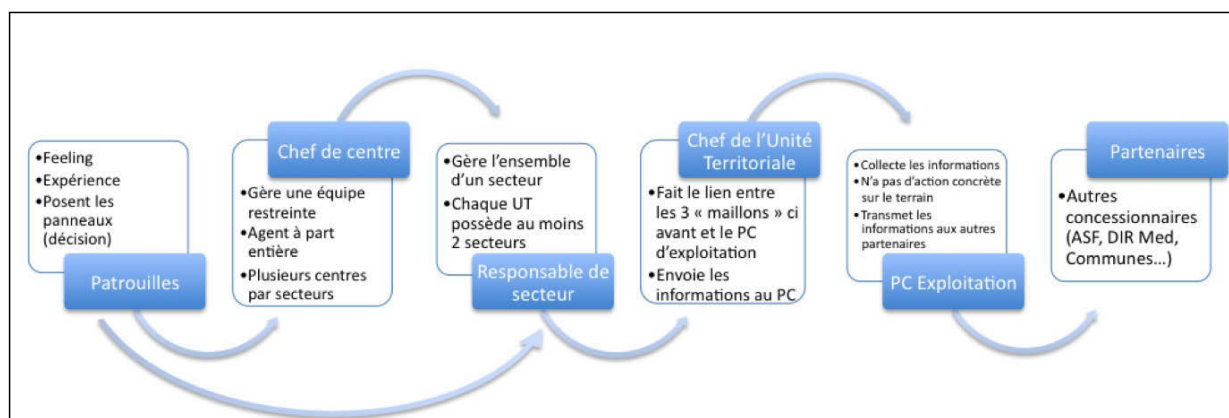 •Feeling
•Expérience
•Posent les
panneaux
(décision)
Patrouilles
Chef de centre
•Gère une équipe
restreinte
•Agent à part
entière
•Plusieurs centres
par secteurs
•Gère l’ensemble
d’un secteur
•Chaque UT
possède au moins
2 secteurs
Responsable de
secteur
Chef de l’Unité
Territoriale
•Fait le lien entre
les 3 « maillons » ci
avant et le PC
d’exploitation
•Envoie les
informations au PC
•Collecte les informations
•N’a pas d’action concrète
sur le terrain
•Transmet les
informations aux autres
partenaires
PC Exploitation
Partenaires
•Autres
concessionnaires
(ASF, DIR Med,
Communes…)